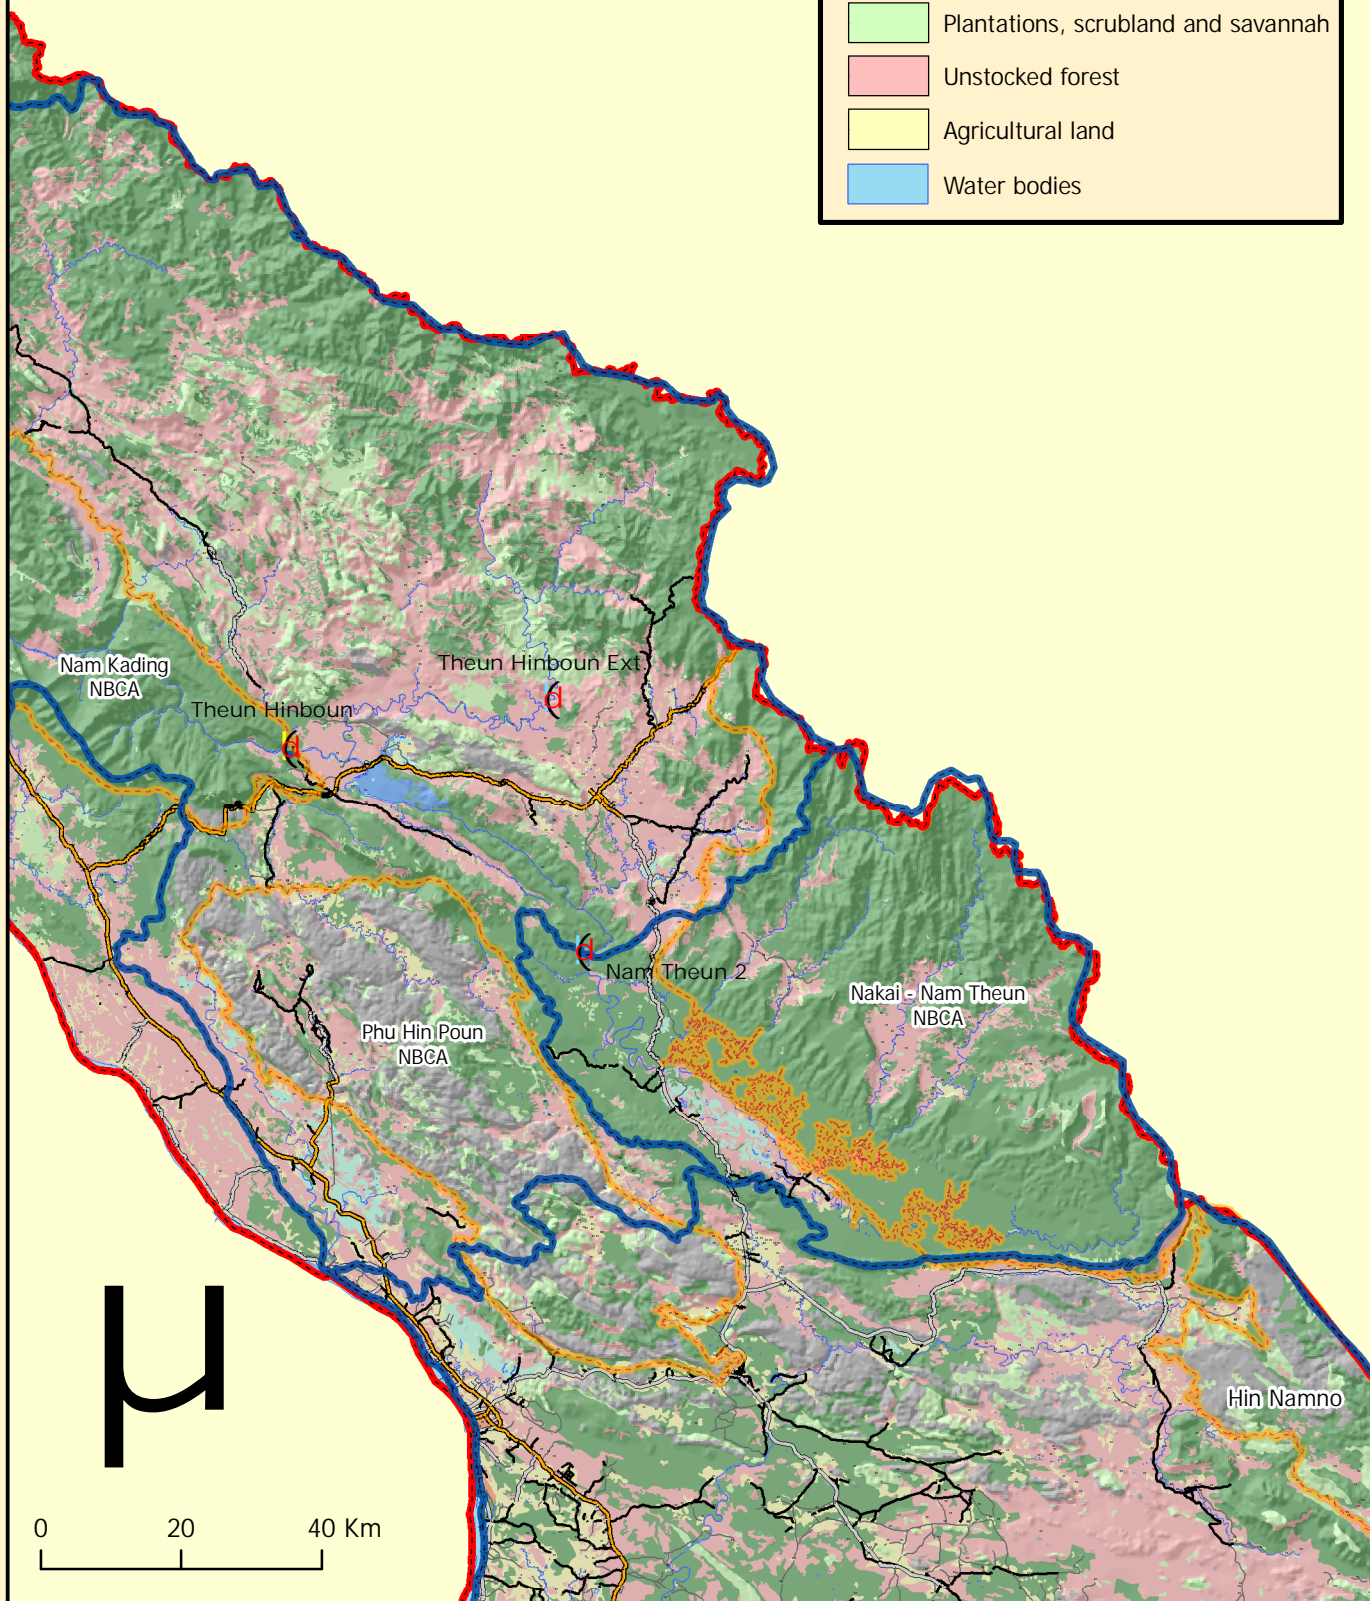 Plantations, scrubland and savannah
Unstocked forest
Agricultural land
Water bodies
Nam Kading
NBCA
Theun Hinboun Ext.
d
Theun Hinboun
d
d
Nam Theun 2
Nakai - Nam Theun
NBCA
Phu Hin Poun
NBCA
Hin Namno
µ
0 20 40 Km